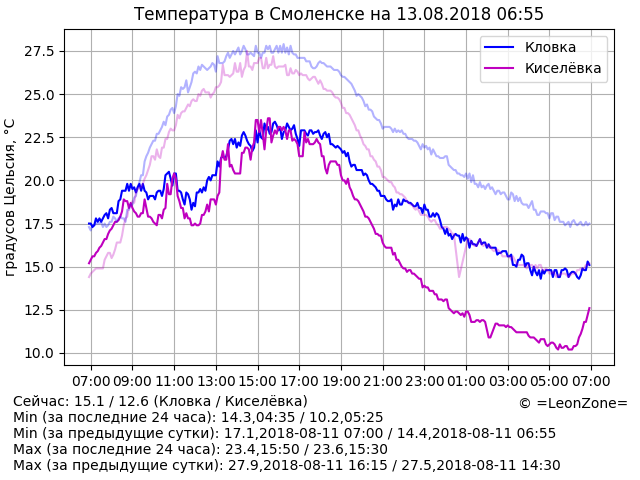 Температура в Смоленске на 13.08.2018 06:55
Кловка
Киселёвка
градусов Цельсия, °C
27.5
25.0
22.5
20.0
17.5
15.0
12.5
10.0
07:00 09:00 11:00 13:00 15:00 17:00 19:00 21:00 23:00 01:00 03:00 05:00 07:00
Сейчас: 15.1 / 12.6 (Кловка / Киселёвка)
© =LeonZone=
Min (за последние 24 часа): 14.3,04:35 / 10.2,05:25
Min (за предыдущие сутки): 17.1,2018-08-11 07:00 / 14.4,2018-08-11 06:55
Max (за последние 24 часа): 23.4,15:50 / 23.6,15:30
Max (за предыдущие сутки): 27.9,2018-08-11 16:15 / 27.5,2018-08-11 14:30